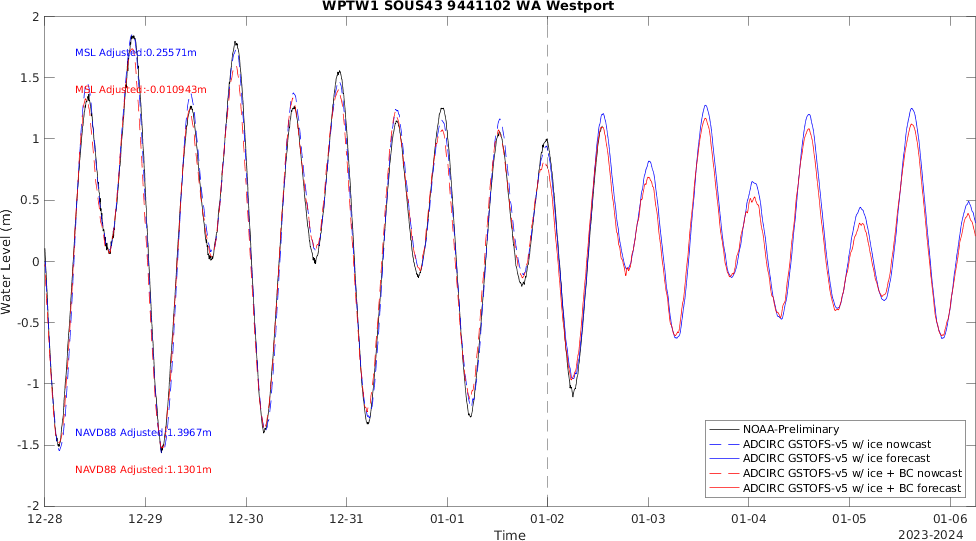 WPTW1 SOUS43 9441102 WA Westport
2
1.5
1
0.5
0
-0.5
-1
-1.5
-2
Water Level (m)
MSL Adjusted:0.25571m
MSL Adjusted:-0.010943m
NAVD88 Adjusted:1.3967m
NAVD88 Adjusted:1.1301m
NOAA-Preliminary
ADCIRC GSTOFS-v5 w/ ice nowcast
ADCIRC GSTOFS-v5 w/ ice forecast
ADCIRC GSTOFS-v5 w/ ice + BC nowcast
ADCIRC GSTOFS-v5 w/ ice + BC forecast
12-28 12-29 12-30 12-31 01-01 01-02 01-03 01-04 01-05 01-06
Time
2023-2024